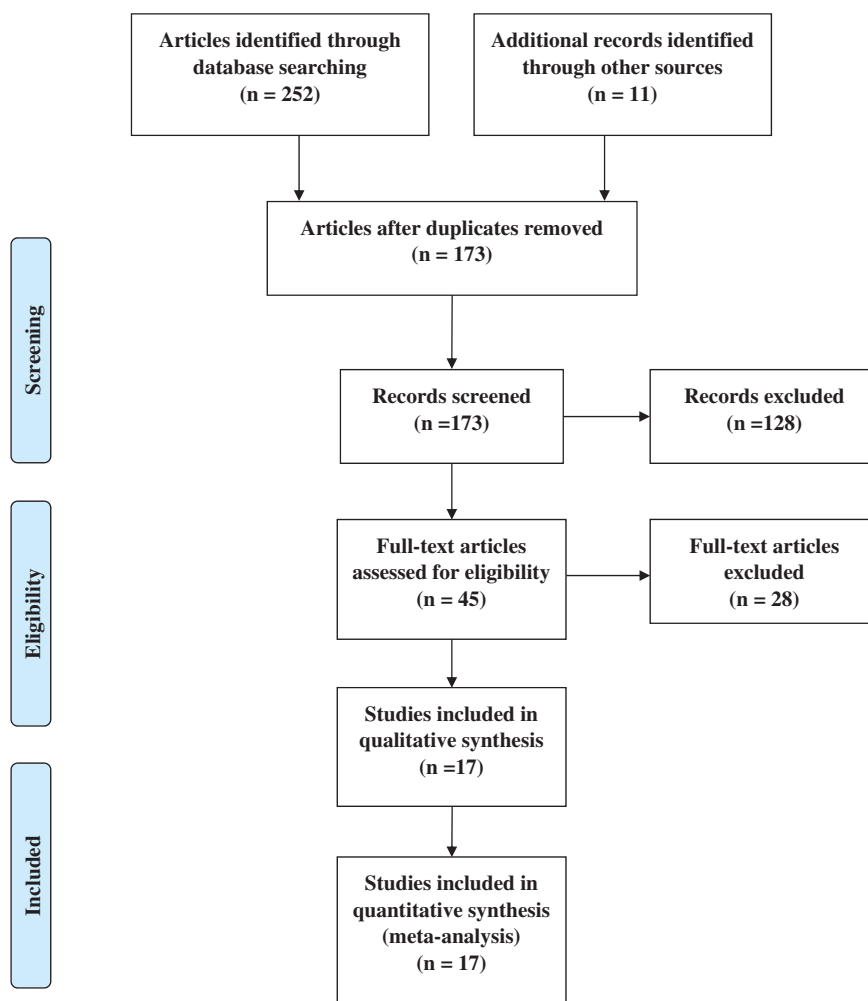 Articles identified through
database searching
(n = 252)
Additional records identified
through other sources
(n = 11)
Articles after duplicates removed
(n = 173)
Screening
Records screened
(n =173)
Records excluded
(n =128)
Eligibility
Full-text articles
assessed for eligibility
(n = 45)
Full-text articles
excluded
(n = 28)
Studies included in
qualitative synthesis
(n =17)
Included
Studies included in
quantitative synthesis
(meta-analysis)
(n = 17)